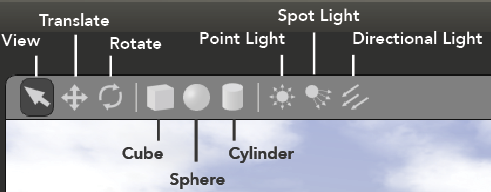 Spot Light
Translate
View
Rotate
Point Light
Directional Light
Cube
Cylinder
Sphere